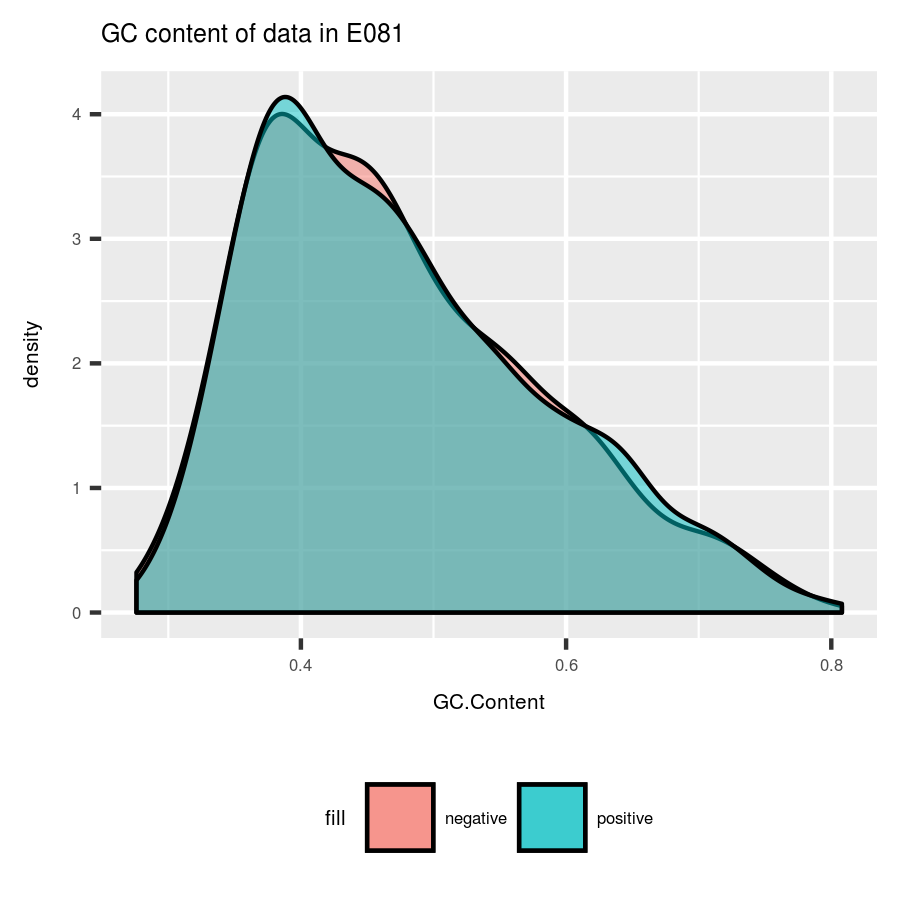 GC content of data in E081
4
3
2
1
0
density
0.4 0.6 0.8
GC.Content
fill negative positive